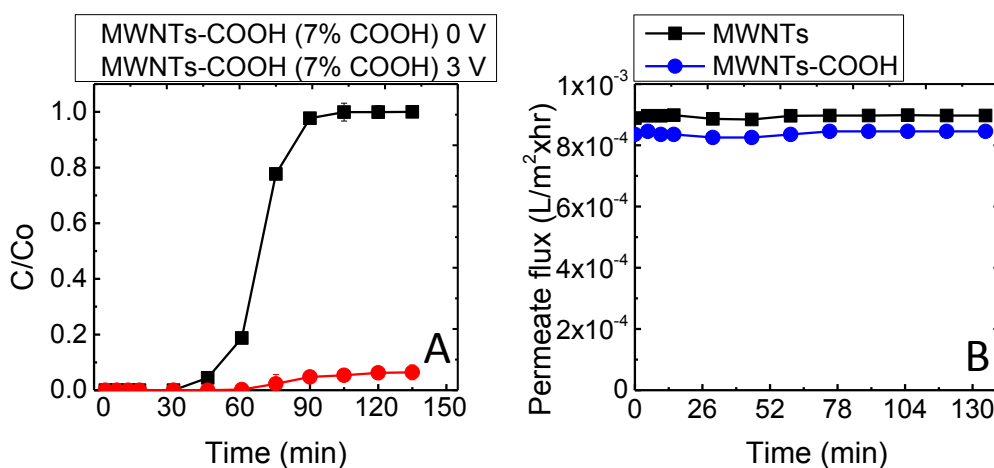 MWNTs-COOH (7% COOH) 0 V
MWNTs-COOH (7% COOH) 3 V
1.0
0.8
0.6
0.4
0.2
0.0
C/Co
0 30 60 90 120 150
Time (min)
A
MWNTs
MWNTs-COOH
1x10⁻³
8x10⁻⁴
6x10⁻⁴
4x10⁻⁴
2x10⁻⁴
0
Permeate flux (L/m²xhr)
0 26 52 78 104 130
Time (min)
B